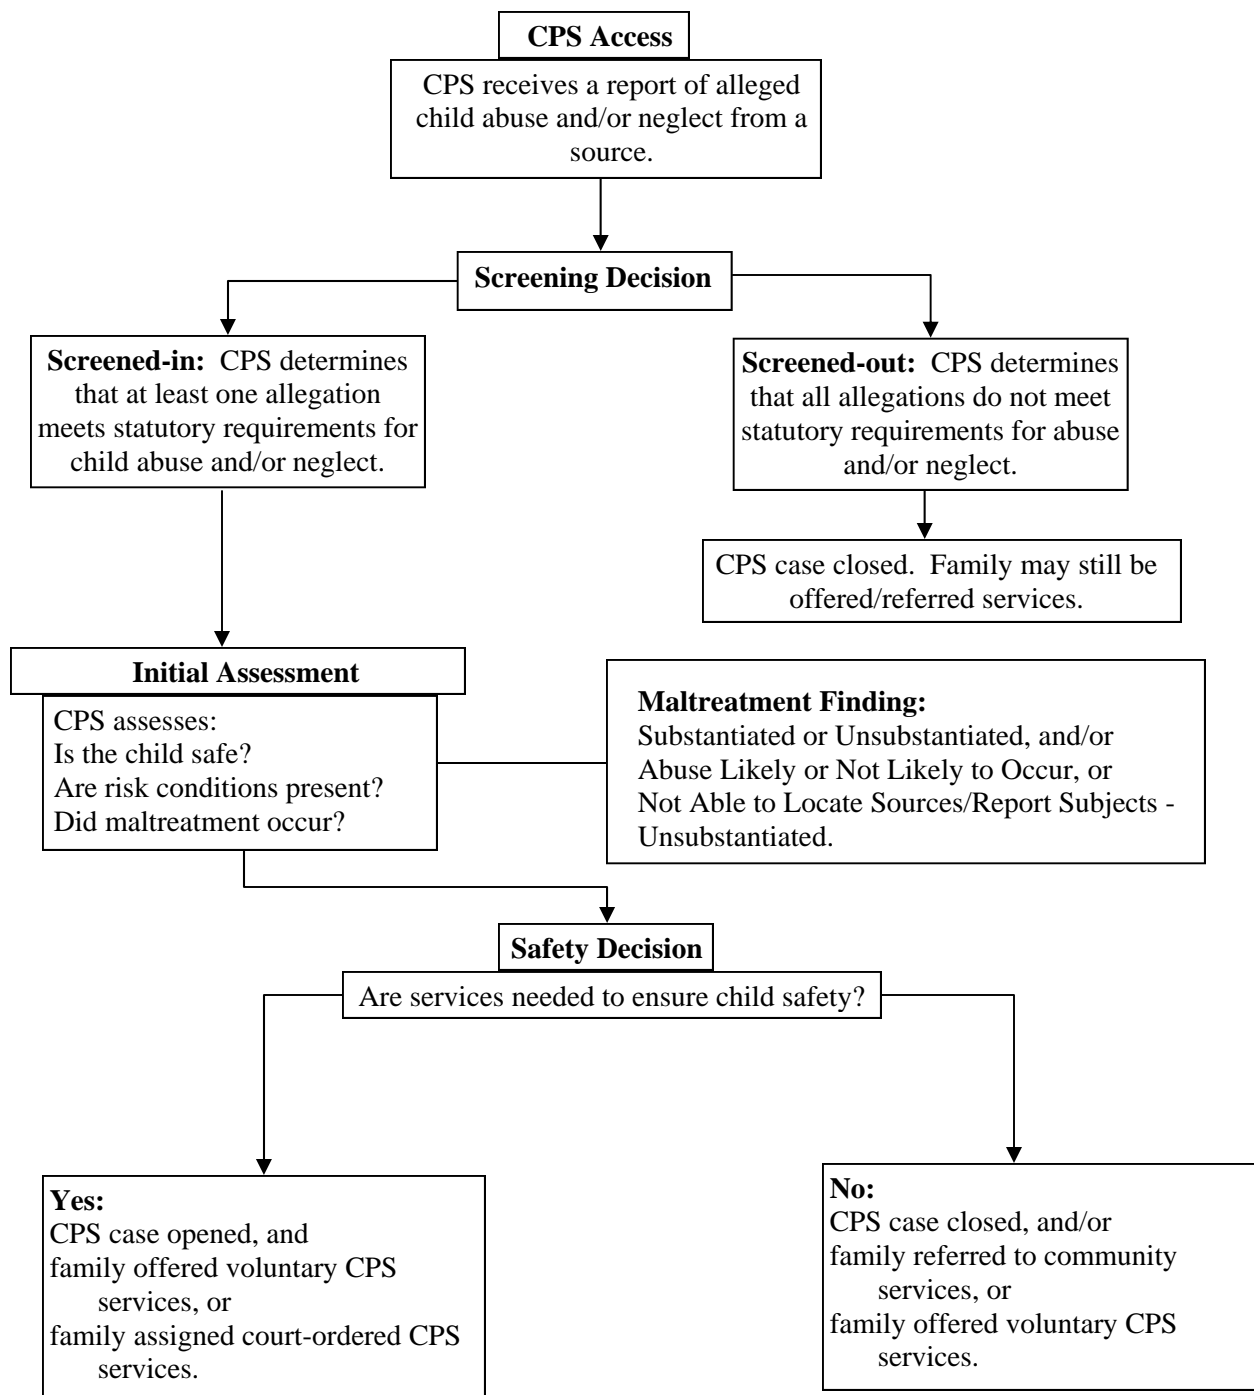 CPS Access
CPS receives a report of alleged
child abuse and/or neglect from a
source.
Screening Decision
Screened-in:  CPS determines
that at least one allegation
meets statutory requirements for
child abuse and/or neglect.
Screened-out:  CPS determines
that all allegations do not meet
statutory requirements for abuse
and/or neglect.
CPS case closed.  Family may still be
offered/referred services.
Initial Assessment
CPS assesses:
Is the child safe?
Are risk conditions present?
Did maltreatment occur?
Maltreatment Finding:
Substantiated or Unsubstantiated, and/or
Abuse Likely or Not Likely to Occur, or
Not Able to Locate Sources/Report Subjects -
Unsubstantiated.
Safety Decision
Are services needed to ensure child safety?
Yes:
CPS case opened, and
family offered voluntary CPS
services, or
family assigned court-ordered CPS
services.
No:
CPS case closed, and/or
family referred to community
services, or
family offered voluntary CPS
services.